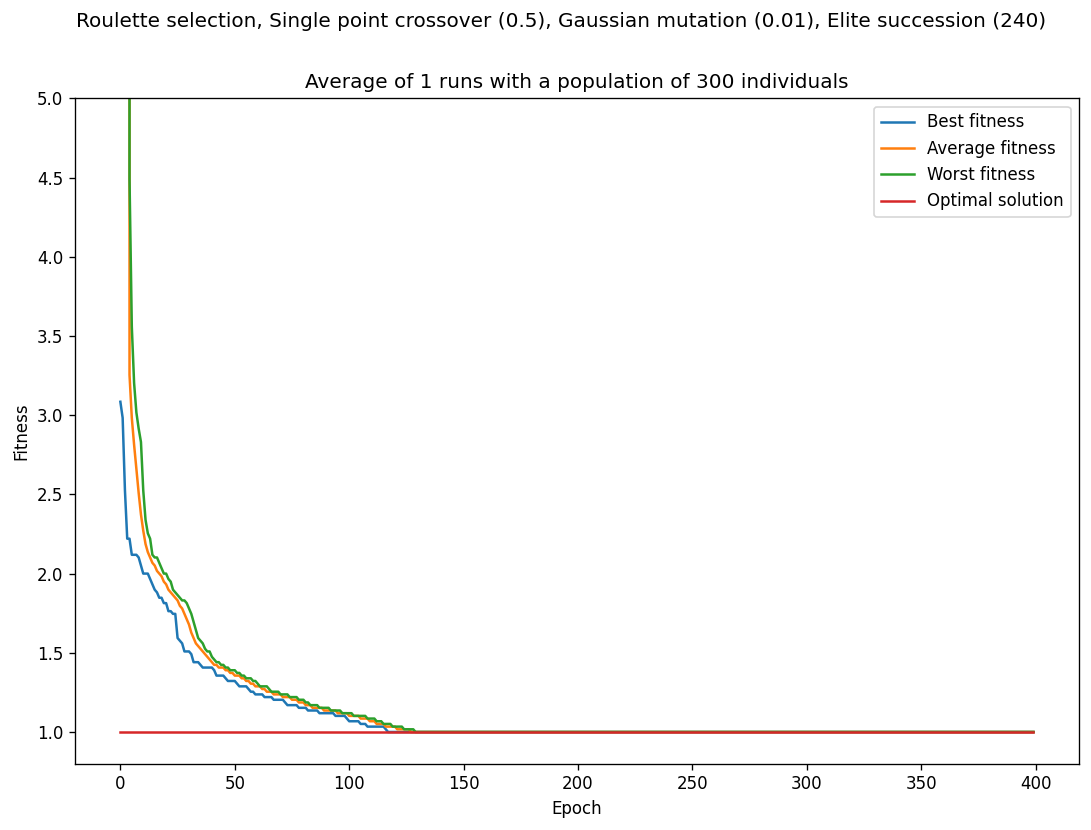 Roulette selection, Single point crossover (0.5), Gaussian mutation (0.01), Elite succession (240)
Average of 1 runs with a population of 300 individuals
5.0
4.5
4.0
3.5
3.0
2.5
2.0
1.5
1.0
Fitness
Best fitness
Average fitness
Worst fitness
Optimal solution
0 50 100 150 200 250 300 350 400
Epoch